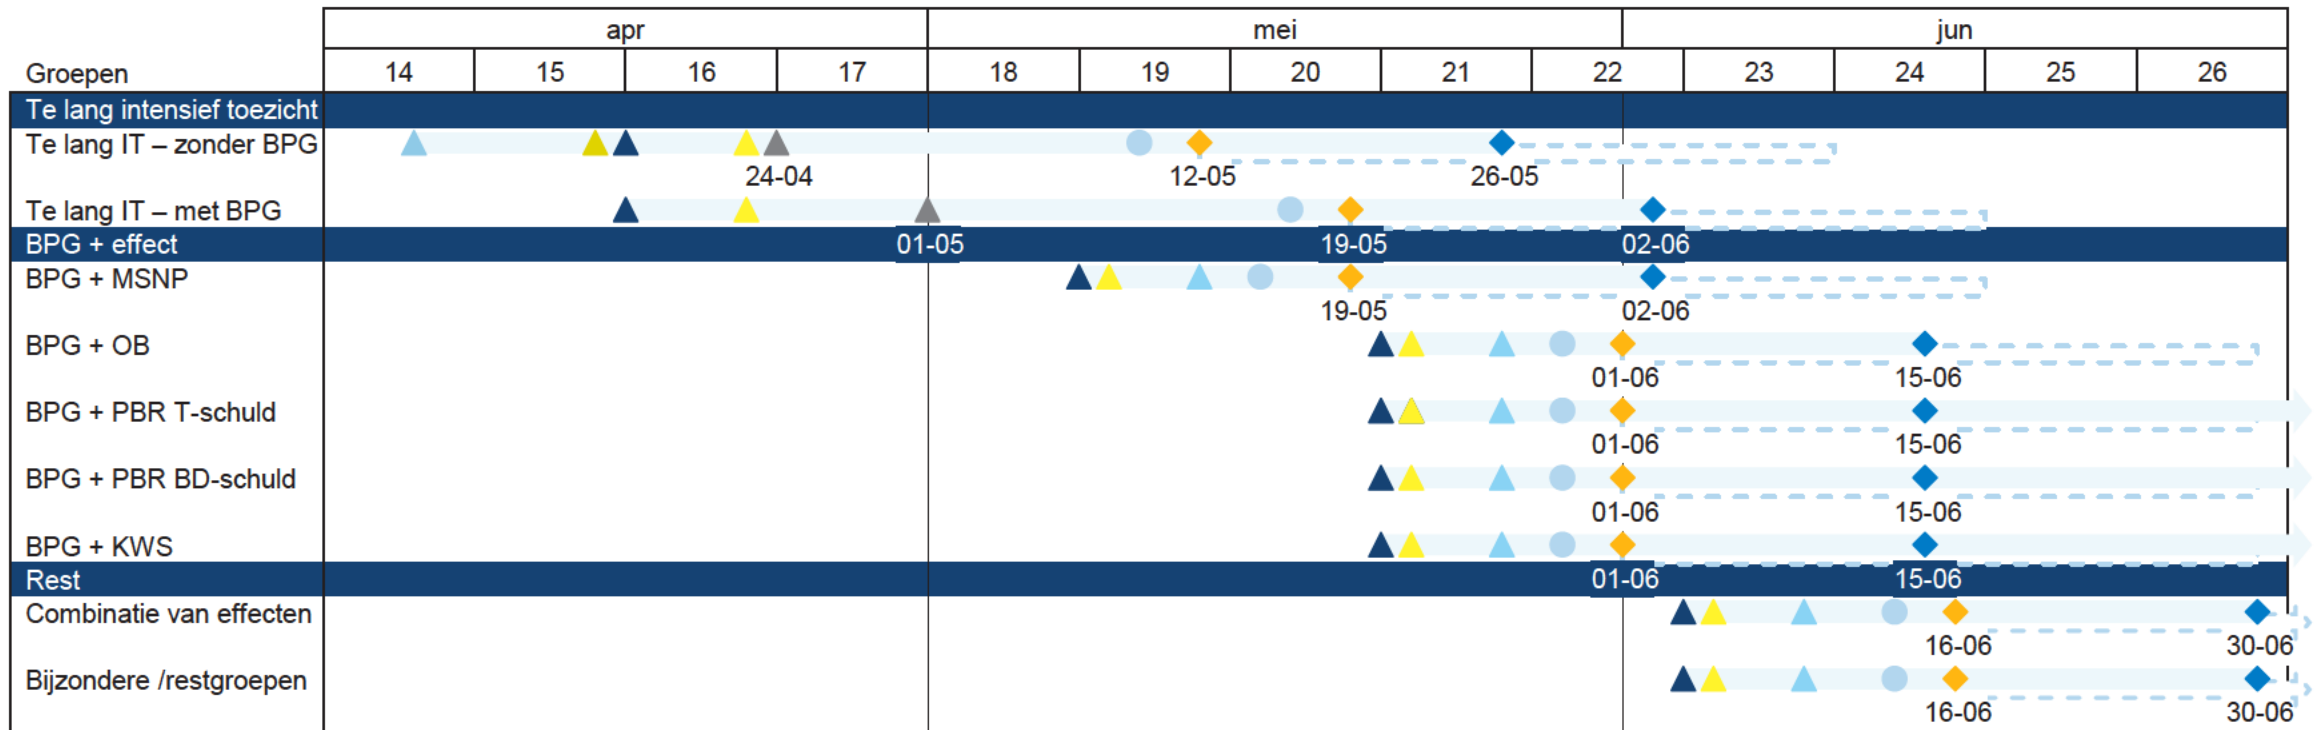 apr mei jun
Groepen 14 15 16 17 18 19 20 21 22 23 24 25 26
Te lang intensief toezicht
Te lang IT – zonder BPG
24-04 12-05 26-05
Te lang IT – met BPG
BPG + effect 01-05 19-05 02-06
BPG + MSNP
19-05 02-06
BPG + OB
01-06 15-06
BPG + PBR T-schuld
01-06 15-06
BPG + PBR BD-schuld
01-06 15-06
BPG + KWS
Rest 01-06 15-06
Combinatie van effecten
16-06 30-06
Bijzondere /restgroepen
16-06 30-06